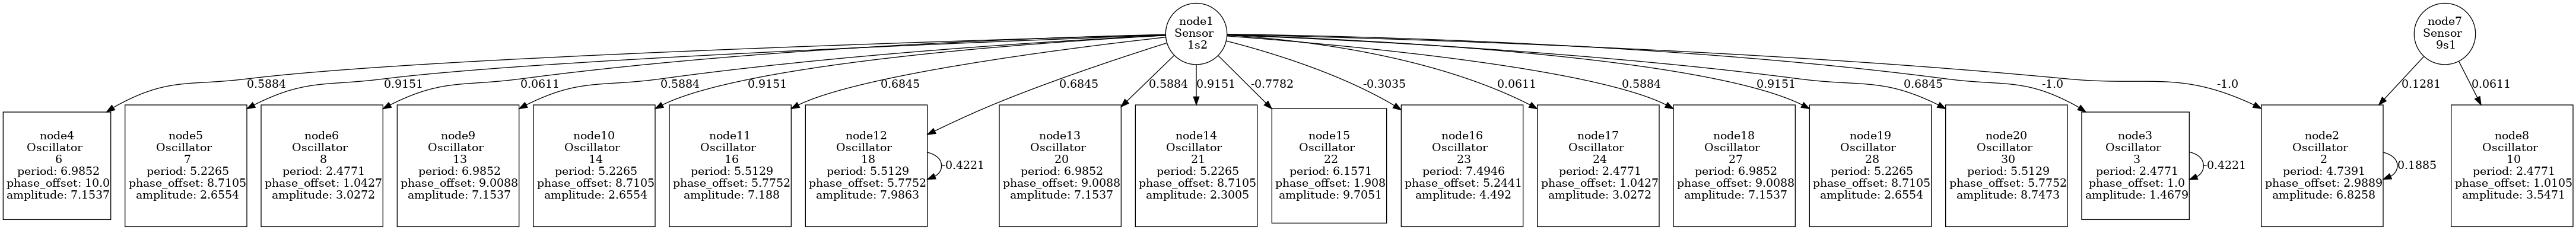 node1
Sensor
1s2
node7
Sensor
9s1
0.5884
0.9151
0.0611
0.5884
0.9151
0.6845
0.6845
0.5884
0.9151
-0.7782
-0.3035
0.0611
0.5884
0.9151
0.6845
-1.0
-1.0
0.1281
0.0611
node4
Oscillator
6
period: 6.9852
phase_offset: 10.0
amplitude: 7.1537
node5
Oscillator
7
period: 5.2265
phase_offset: 8.7105
amplitude: 2.6554
node6
Oscillator
8
period: 2.4771
phase_offset: 1.0427
amplitude: 3.0272
node9
Oscillator
13
period: 6.9852
phase_offset: 9.0088
amplitude: 7.1537
node10
Oscillator
14
period: 5.2265
phase_offset: 8.7105
amplitude: 2.6554
node11
Oscillator
16
period: 5.5129
phase_offset: 5.7752
amplitude: 7.188
node12
Oscillator
18
period: 5.5129
phase_offset: 5.7752
amplitude: 7.9863
-0.4221
node13
Oscillator
20
period: 6.9852
phase_offset: 9.0088
amplitude: 7.1537
node14
Oscillator
21
period: 5.2265
phase_offset: 8.7105
amplitude: 2.3005
node15
Oscillator
22
period: 6.1571
phase_offset: 1.908
amplitude: 9.7051
node16
Oscillator
23
period: 7.4946
phase_offset: 5.2441
amplitude: 4.492
node17
Oscillator
24
period: 2.4771
phase_offset: 1.0427
amplitude: 3.0272
node18
Oscillator
27
period: 6.9852
phase_offset: 9.0088
amplitude: 7.1537
node19
Oscillator
28
period: 5.2265
phase_offset: 8.7105
amplitude: 2.6554
node20
Oscillator
30
period: 5.5129
phase_offset: 5.7752
amplitude: 8.7473
node3
Oscillator
3
period: 2.4771
phase_offset: 1.0
amplitude: 1.4679
-0.4221
node2
Oscillator
2
period: 4.7391
phase_offset: 2.9889
amplitude: 6.8258
0.1885
node8
Oscillator
10
period: 2.4771
phase_offset: 1.0105
amplitude: 3.5471